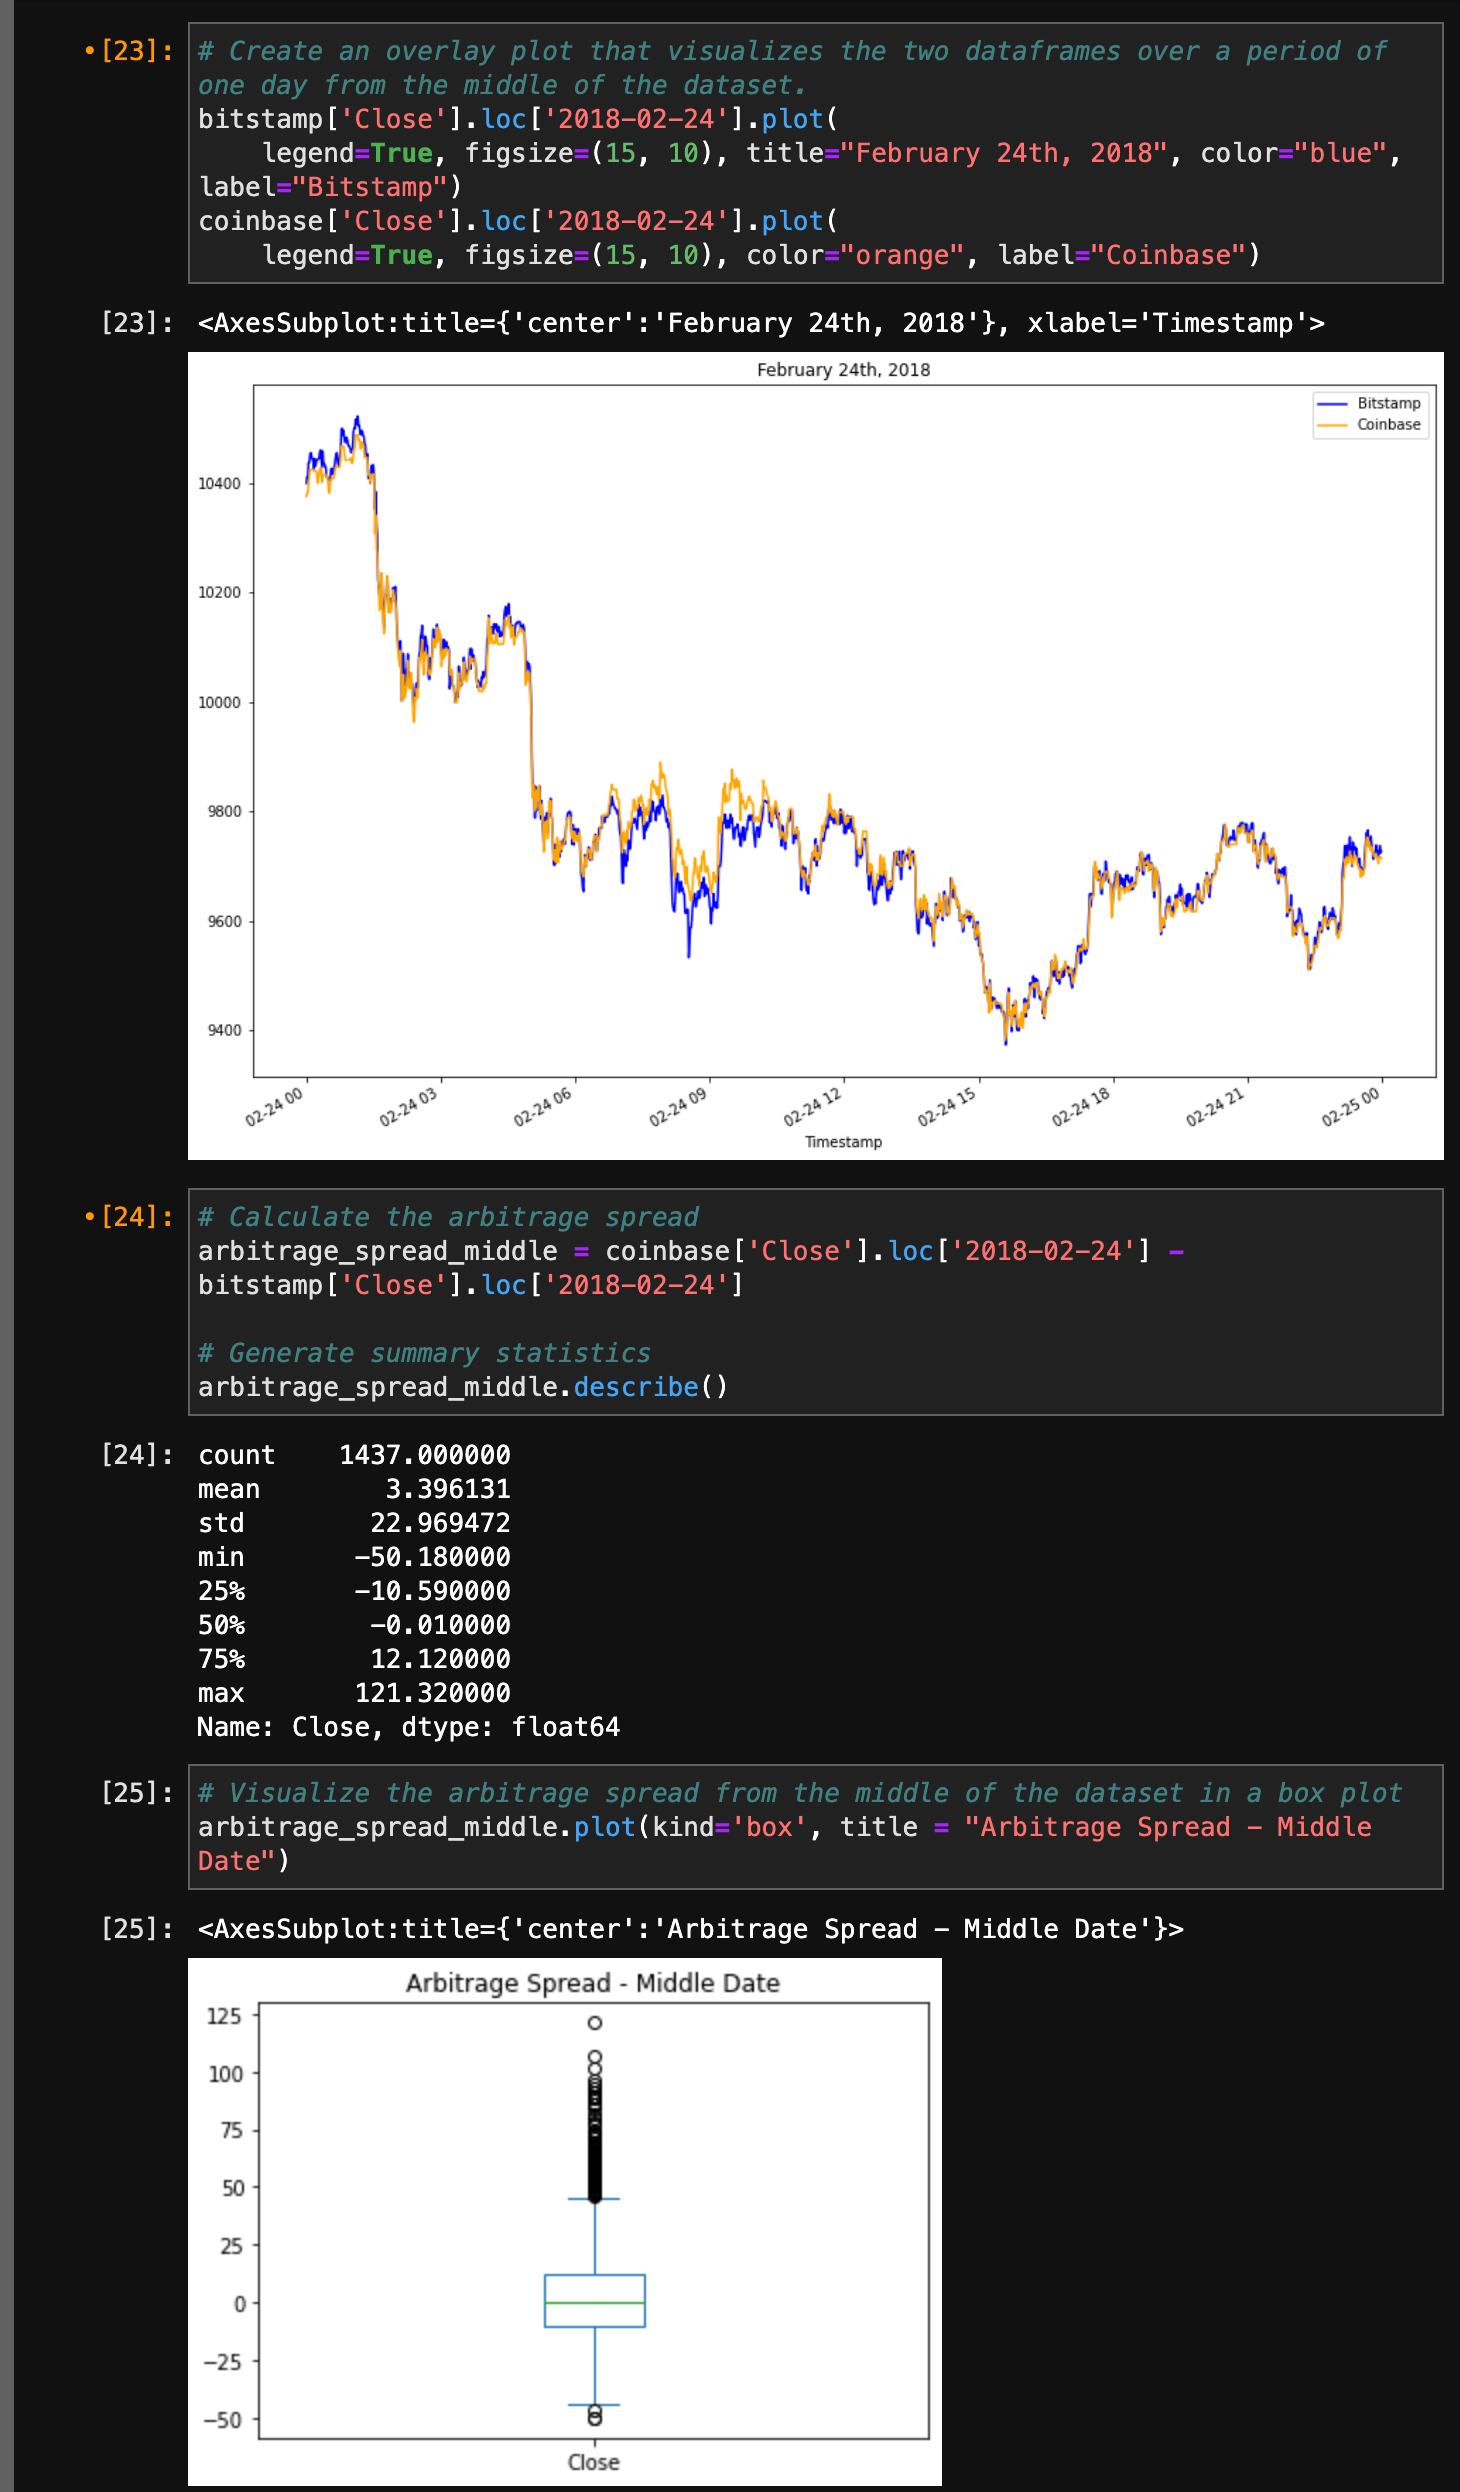 [23]: # Create an overlay plot that visualizes the two dataframes over a period of
one day from the middle of the dataset.
bitstamp['Close'].loc['2018-02-24'].plot(
    legend=True, figsize=(15, 10), title="February 24th, 2018", color="blue",
label="Bitstamp")
coinbase['Close'].loc['2018-02-24'].plot(
    legend=True, figsize=(15, 10), color="orange", label="Coinbase")
[23]: <AxesSubplot:title={'center':'February 24th, 2018'}, xlabel='Timestamp'>
February 24th, 2018
Bitstamp
Coinbase
10400
10200
10000
9800
9600
9400
02-24 00 02-24 03 02-24 06 02-24 09 02-24 12 02-24 15 02-24 18 02-24 21 02-25 00
Timestamp
[24]: # Calculate the arbitrage spread
arbitrage_spread_middle = coinbase['Close'].loc['2018-02-24'] -
bitstamp['Close'].loc['2018-02-24']
# Generate summary statistics
arbitrage_spread_middle.describe()
[24]: count    1437.000000
mean        3.396131
std        22.969472
min       -50.180000
25%       -10.590000
50%        -0.010000
75%        12.120000
max       121.320000
Name: Close, dtype: float64
[25]: # Visualize the arbitrage spread from the middle of the dataset in a box plot
arbitrage_spread_middle.plot(kind='box', title = "Arbitrage Spread - Middle
Date")
[25]: <AxesSubplot:title={'center':'Arbitrage Spread - Middle Date'}>
Arbitrage Spread - Middle Date
125
100
75
50
25
0
−25
−50
Close